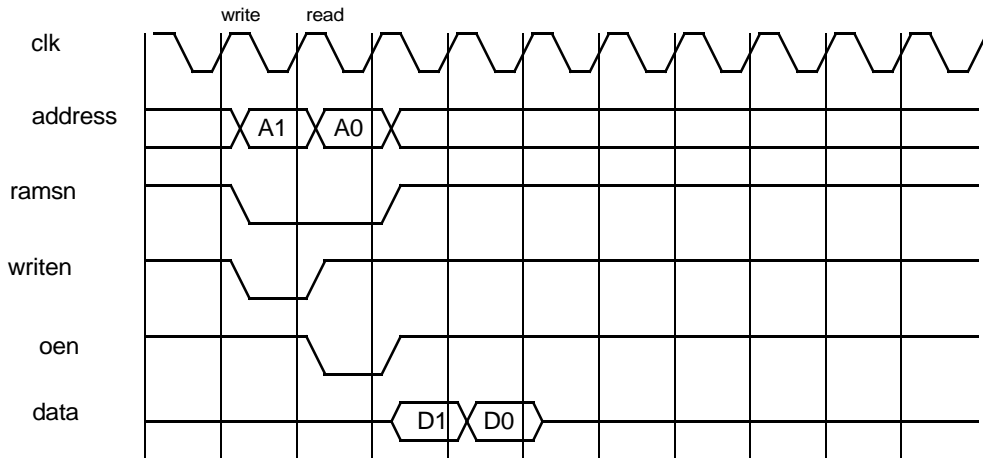 write read
clk
address A1 A0
ramsn
writen
oen
data D1 D0